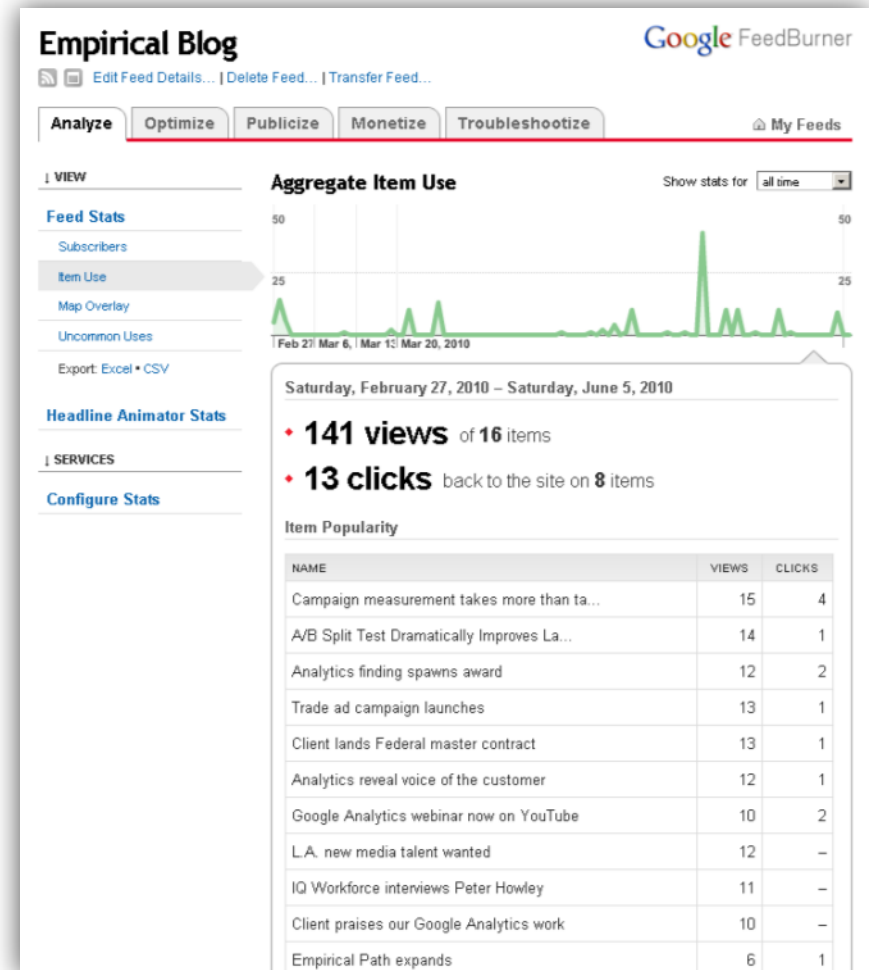 Empirical Blog
Google FeedBurner
Edit Feed Details... | Delete Feed... | Transfer Feed...
Analyze Optimize Publicize Monetize Troubleshootize My Feeds
↓ VIEW
Feed Stats
Subscribers
Item Use
Map Overlay
Uncommon Uses
Export: Excel • CSV
Headline Animator Stats
↓ SERVICES
Configure Stats
Aggregate Item Use
Show stats for all time
50 50
25 25
Feb 27 Mar 6, Mar 13 Mar 20, 2010
Saturday, February 27, 2010 – Saturday, June 5, 2010
141 views of 16 items
13 clicks back to the site on 8 items
Item Popularity
NAME VIEWS CLICKS
Campaign measurement takes more than ta... 15 4
A/B Split Test Dramatically Improves La... 14 1
Analytics finding spawns award 12 2
Trade ad campaign launches 13 1
Client lands Federal master contract 13 1
Analytics reveal voice of the customer 12 1
Google Analytics webinar now on YouTube 10 2
L.A. new media talent wanted 12 –
IQ Workforce interviews Peter Howley 11 –
Client praises our Google Analytics work 10 –
Empirical Path expands 6 1